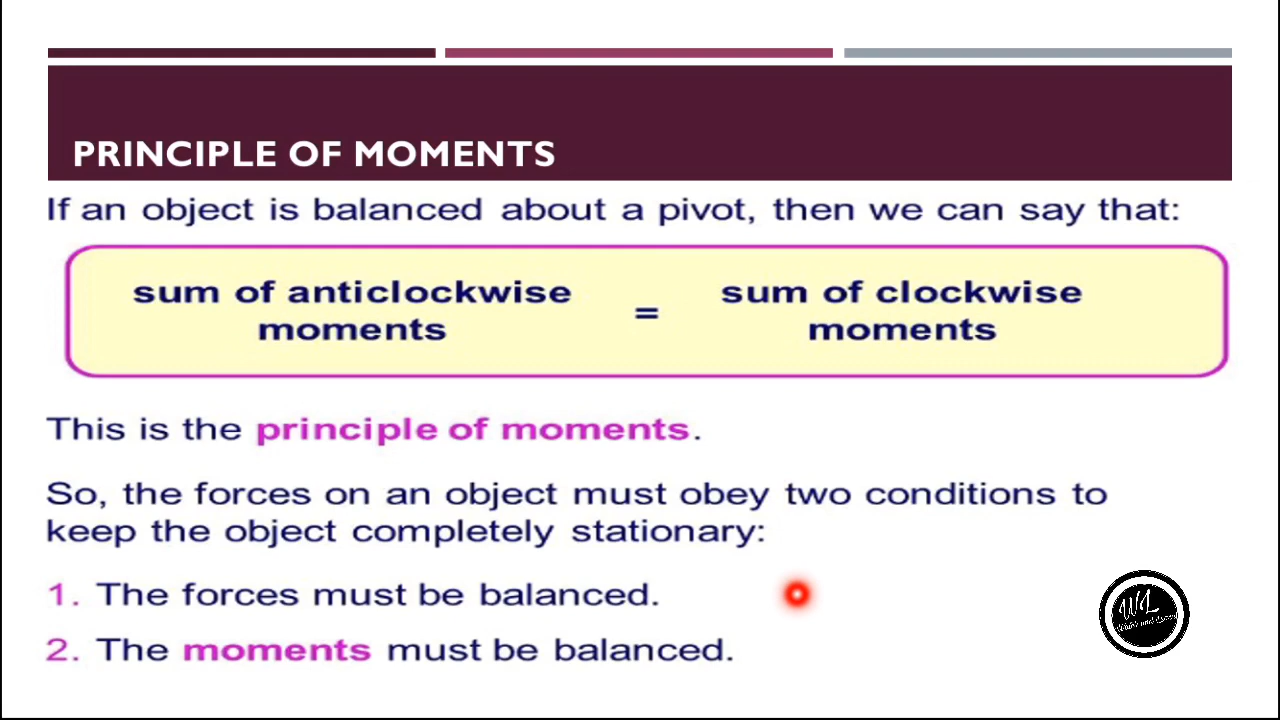 PRINCIPLE OF MOMENTS
If an object is balanced about a pivot, then we can say that:
sum of anticlockwise
moments
=
sum of clockwise
moments
This is the principle of moments.
So, the forces on an object must obey two conditions to
keep the object completely stationary:
1. The forces must be balanced.
2. The moments must be balanced.
WL